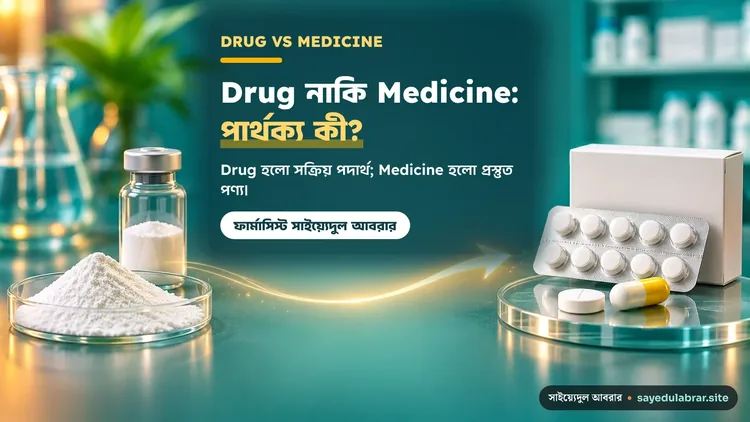 DRUG VS MEDICINE
Drug নাকি Medicine:
পার্থক্য কী?
Drug হলো সক্রিয় পদার্থ; Medicine হলো প্রস্তুত
পণ্য।
ফার্মাসিস্ট সাইয়্যেদুল আবরার
সাইয়্যেদুল আবরার • sayedulabrar.site